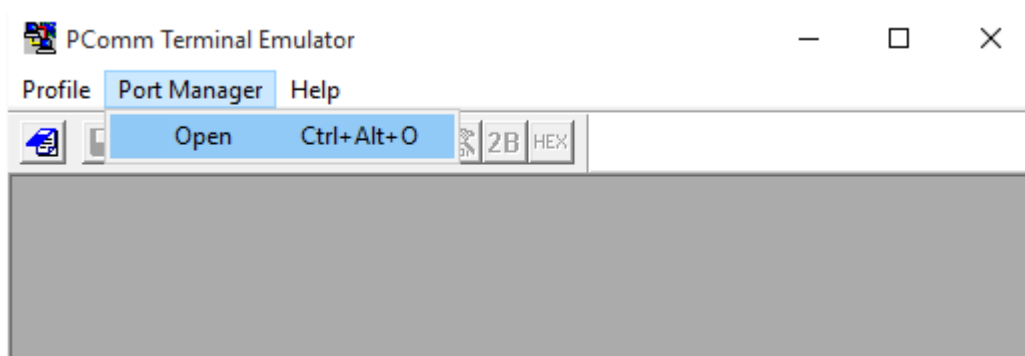 PComm Terminal Emulator
Profile Port Manager Help
Open Ctrl+Alt+O
2B HEX